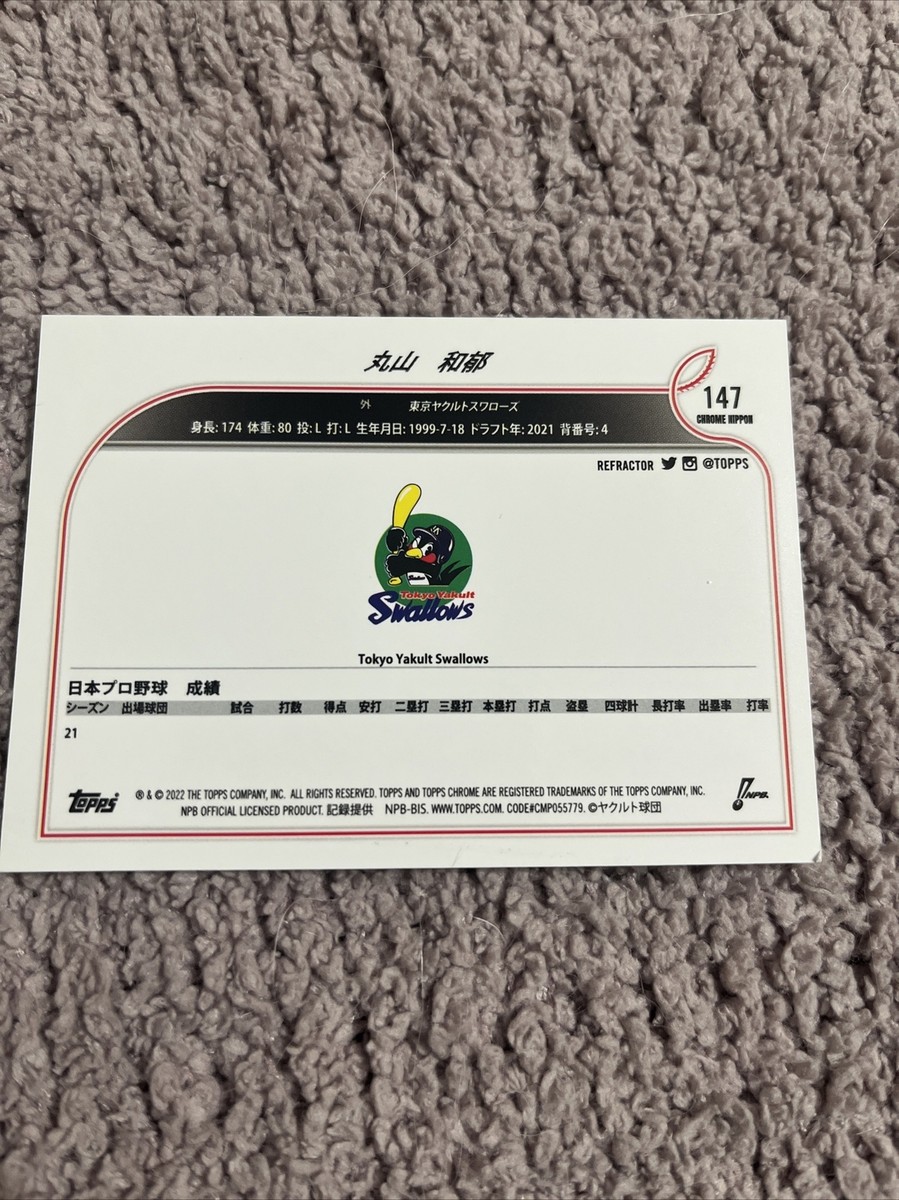 丸山 和郁
147
CHROME NIPPON
外 東京ヤクルトスワローズ
身長: 174 体重: 80 投: L 打: L 生年月日: 1999-7-18 ドラフト年: 2021 背番号: 4
REFRACTOR @TOPPS
Tokyo Yakult
Swallows
Tokyo Yakult Swallows
日本プロ野球 成績
シーズン 出場球団 試合 打数 得点 安打 二塁打 三塁打 本塁打 打点 盗塁 四球計 長打率 出塁率 打率
21
TOPPS
® & © 2022 THE TOPPS COMPANY, INC. ALL RIGHTS RESERVED. TOPPS AND TOPPS CHROME ARE REGISTERED TRADEMARKS OF THE TOPPS COMPANY, INC.
NPB OFFICIAL LICENSED PRODUCT. 記録提供 NPB-BIS. WWW.TOPPS.COM. CODE#CMP055779. ©ヤクルト球団
NPB